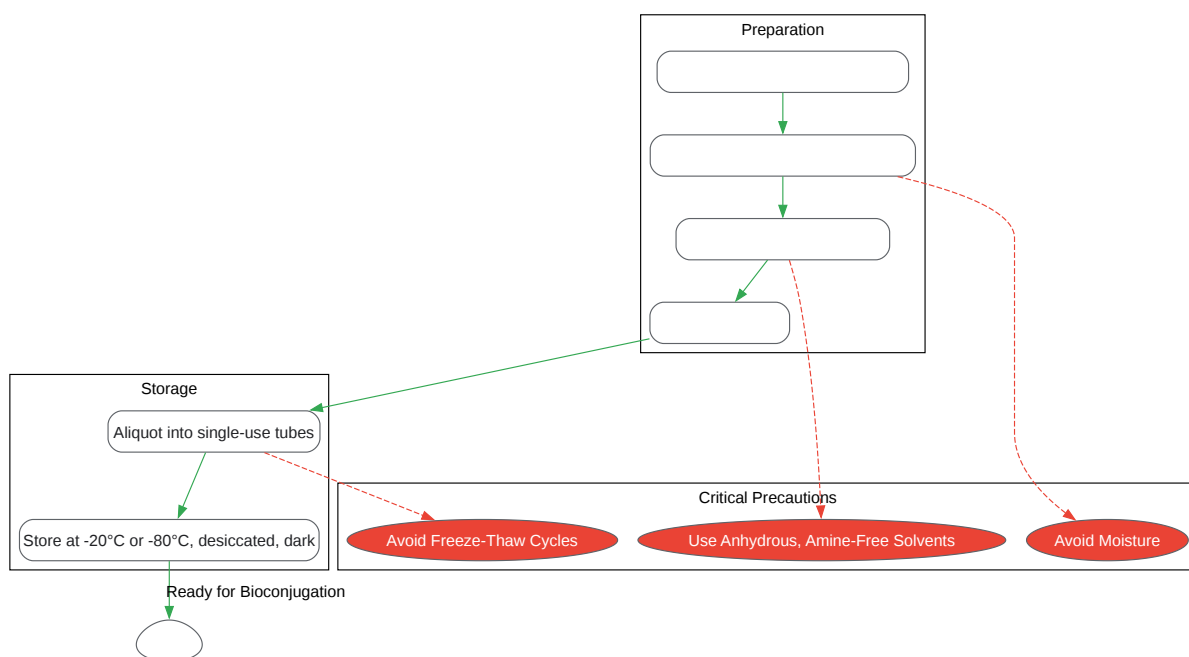 Preparation
Storage
Aliquot into single-use tubes
Store at -20°C or -80°C, desiccated, dark
Ready for Bioconjugation
Critical Precautions
Avoid Freeze-Thaw Cycles
Use Anhydrous, Amine-Free Solvents
Avoid Moisture